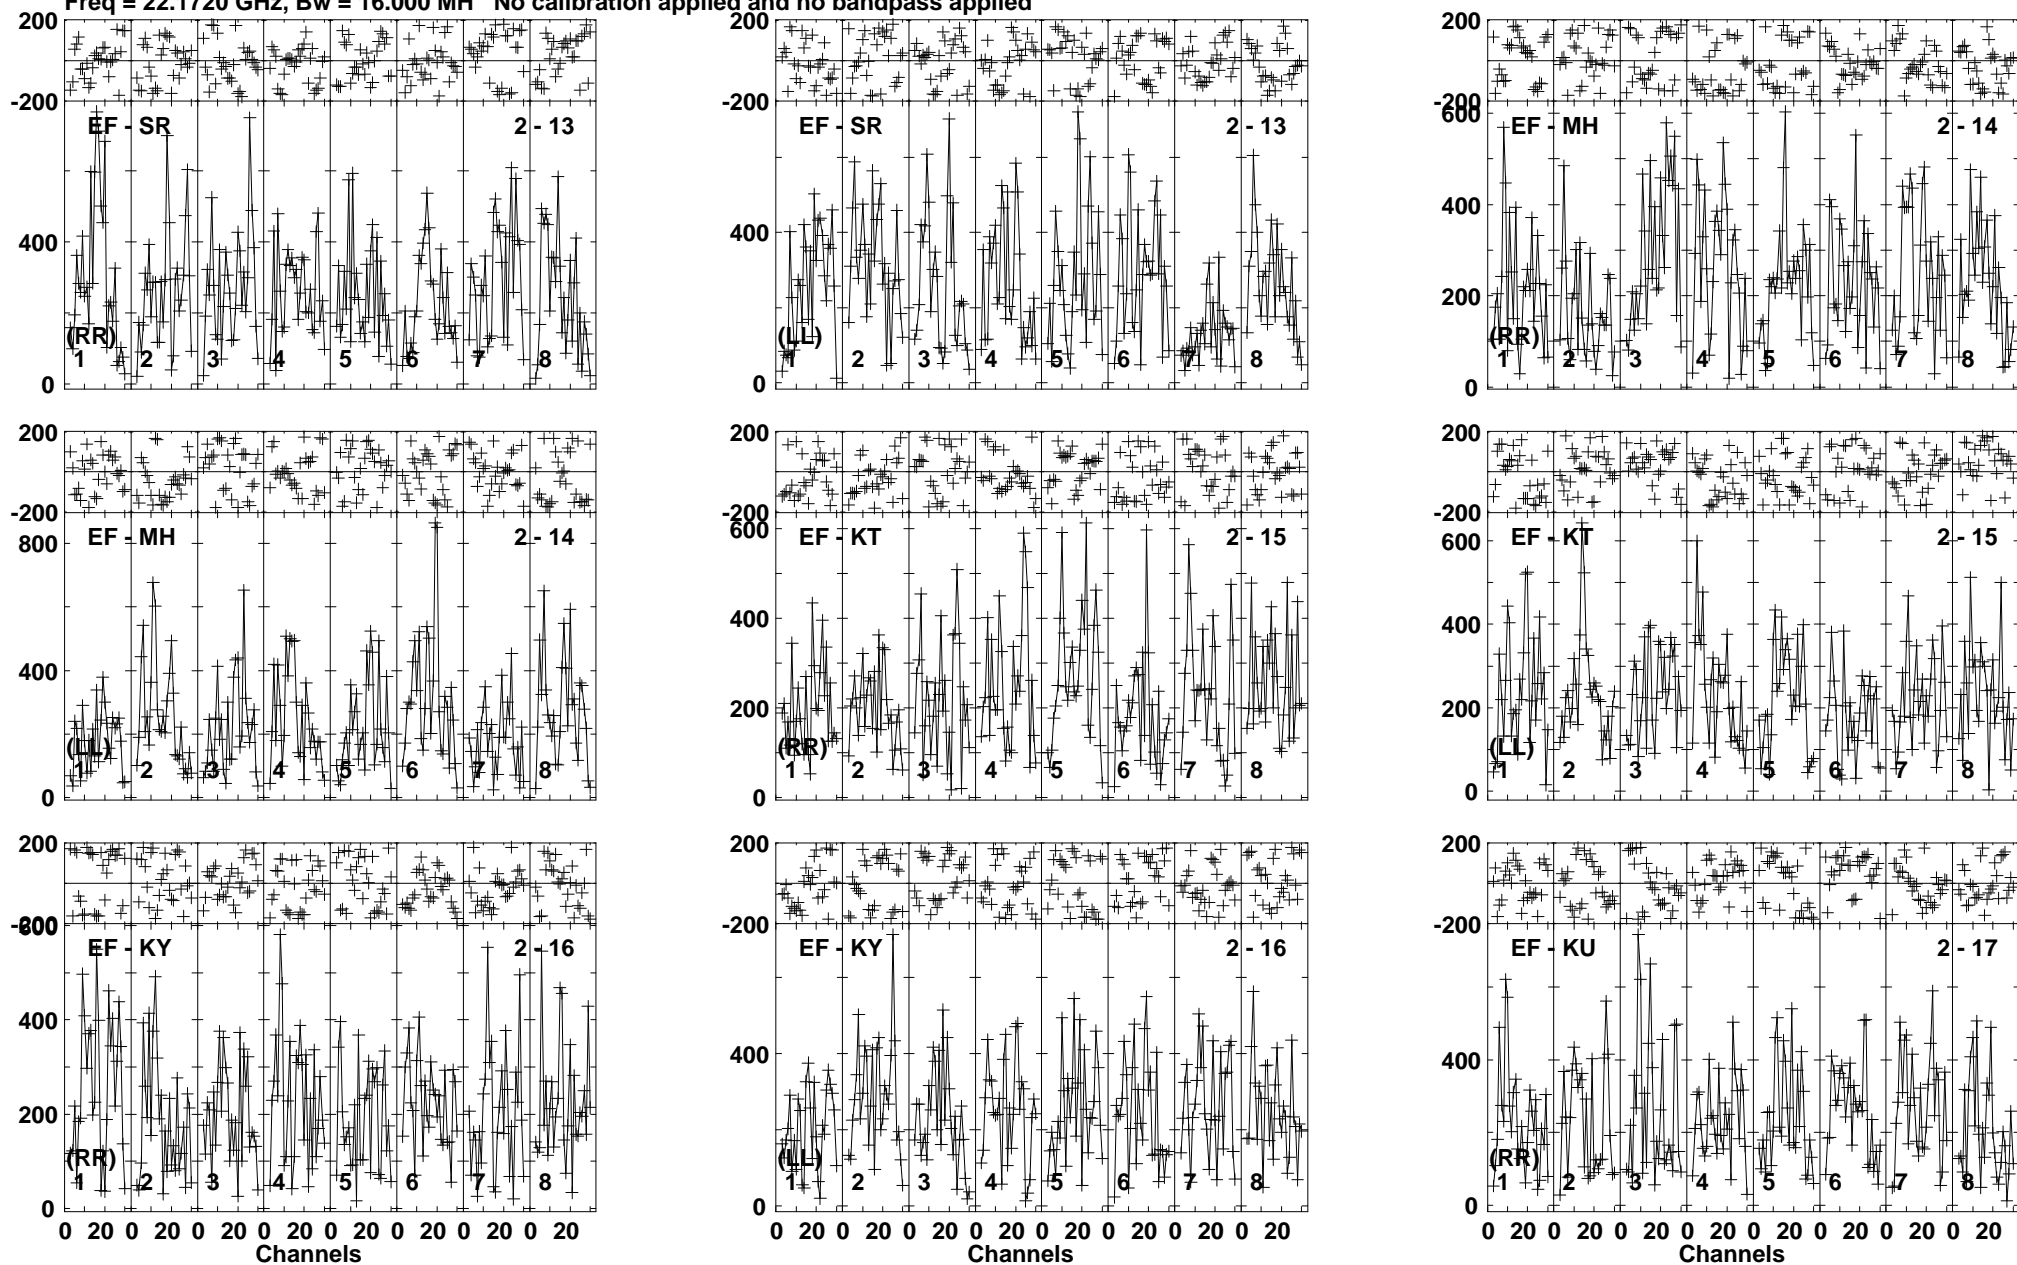 Freq = 22.1720 GHz, Bw = 16.000 MH No calibration applied and no bandpass applied
200 200 200
-200 -200 -200
EF - SR 2 - 13 EF - SR 2 - 13 600 EF - MH 2 - 14
400 400 400
200
(RR) (LL) (RR)
1 2 3 4 5 6 7 8 1 2 3 4 5 6 7 8 1 2 3 4 5 6 7 8
0 0 0
200 200 200
-200 -200 -200
EF - MH 2 - 14 EF - KT 2 - 15 EF - KT 2 - 15
800 600 600
400 400 400
200 200
(LL) (RR) (LL)
1 2 3 4 5 6 7 8 1 2 3 4 5 6 7 8 1 2 3 4 5 6 7 8
0 0 0
200 200 200
-200 -200 -200
600
EF - KY 2 - 16 EF - KY 2 - 16 EF - KU 2 - 17
400 400 400
200
(RR) (LL) (RR)
1 2 3 4 5 6 7 8 1 2 3 4 5 6 7 8 1 2 3 4 5 6 7 8
0 0 0
0 20 0 20 0 20 0 20 0 20 0 20 0 20 0 20 0 20 0 20 0 20 0 20 0 20 0 20 0 20 0 20 0 20 0 20 0 20 0 20 0 20 0 20 0 20 0 20
Channels Channels Channels